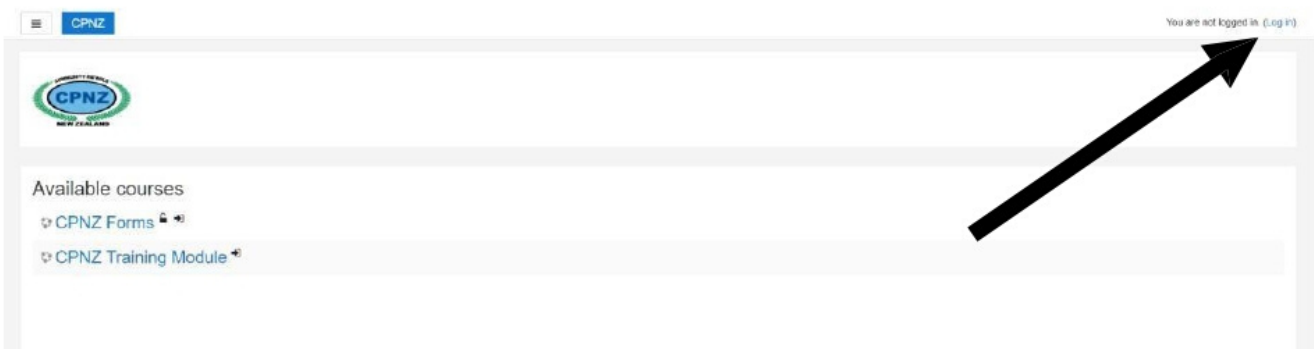 CPNZ
You are not logged in. (Log in)
CPNZ
NEW ZEALAND
Available courses
CPNZ Forms
CPNZ Training Module